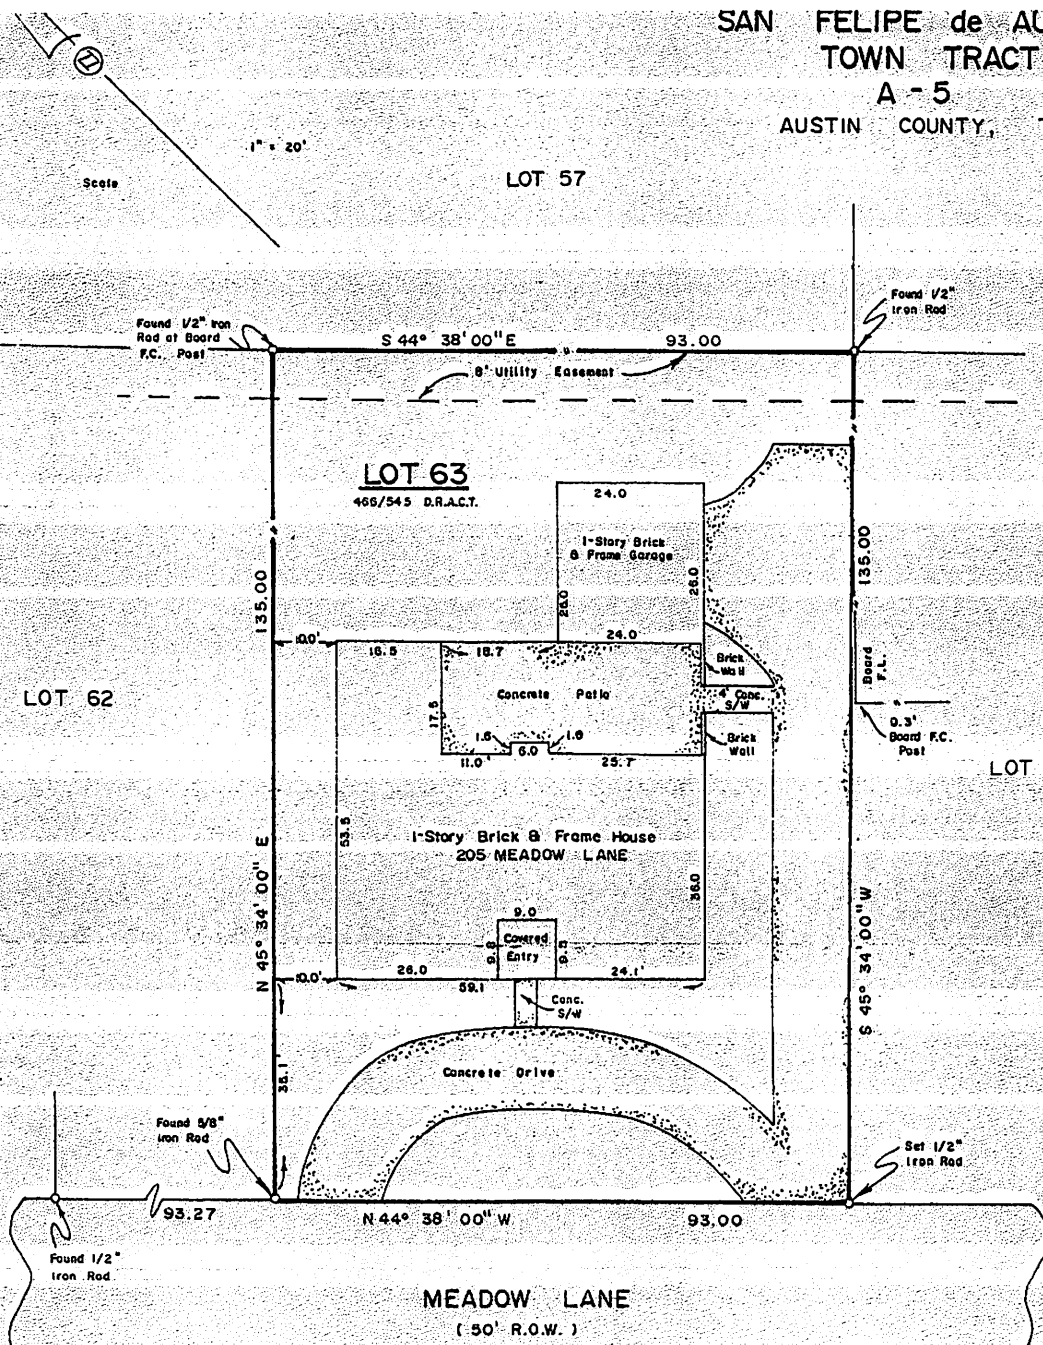 SAN FELIPE de AU
TOWN TRACT
A - 5
AUSTIN COUNTY, T
1" = 20'
Scale
LOT 57
Found 1/2" Iron
Rod at Board
F.C. Post
S 44° 38' 00" E
93.00
Found 1/2"
Iron Rod
8' Utility Easement
LOT 63
466/545 D.R.A.C.T.
24.0
1-Story Brick
& Frame Garage
26.0
26.0
135.00
135.00
10.0'
16.5
18.7
24.0
Brick
Wall
Board
F.L.
LOT 62
Concrete Patio
4' Conc.
S/W
17.5
1.6
6.0
1.6
Brick
Wall
0.3'
Board F.C.
Post
11.0'
25.7
LOT
53.5
1-Story Brick & Frame House
205 MEADOW LANE
36.0
N 45° 34' 00" E
S 45° 34' 00" W
9.0
9.8
Covered
Entry
9.5
10.0'
26.0
59.1
24.1'
Conc.
S/W
35.1
Concrete Drive
Found 5/8"
Iron Rod
Set 1/2"
Iron Rod
93.27
N 44° 38' 00" W
93.00
Found 1/2"
Iron Rod
MEADOW LANE
( 50' R.O.W. )